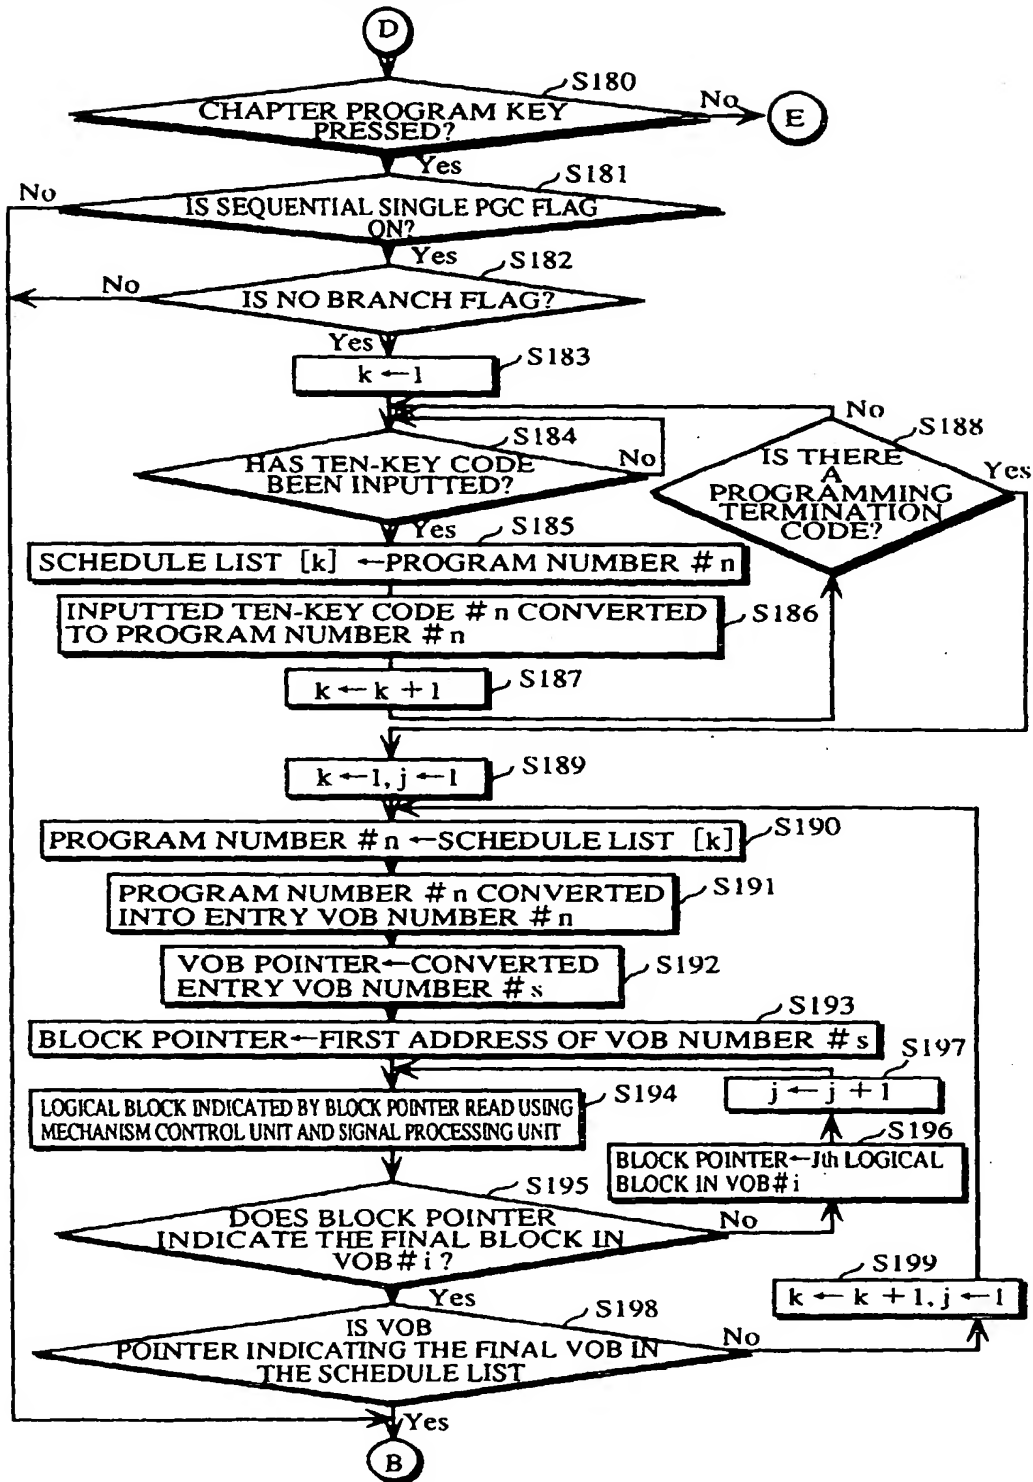 D
S180
CHAPTER PROGRAM KEY
PRESSED?
No
E
Yes
S181
No
IS SEQUENTIAL SINGLE PGC FLAG
ON?
Yes
S182
No
IS NO BRANCH FLAG?
Yes
S183
k ← 1
No
S184
S188
HAS TEN-KEY CODE
BEEN INPUTTED?
No
IS THERE
A
PROGRAMMING
TERMINATION
CODE?
Yes
Yes
S185
SCHEDULE LIST [k] ← PROGRAM NUMBER # n
INPUTTED TEN-KEY CODE # n CONVERTED
TO PROGRAM NUMBER # n
S186
S187
k ← k + 1
S189
k ← 1, j ← 1
PROGRAM NUMBER # n ← SCHEDULE LIST [k]
S190
PROGRAM NUMBER # n CONVERTED
INTO ENTRY VOB NUMBER # n
S191
VOB POINTER ← CONVERTED
ENTRY VOB NUMBER # s
S192
S193
BLOCK POINTER ← FIRST ADDRESS OF VOB NUMBER # s
S197
j ← j + 1
LOGICAL BLOCK INDICATED BY BLOCK POINTER READ USING
MECHANISM CONTROL UNIT AND SIGNAL PROCESSING UNIT
S194
S196
BLOCK POINTER ← Jth LOGICAL
BLOCK IN VOB # i
S195
DOES BLOCK POINTER
INDICATE THE FINAL BLOCK IN
VOB # i ?
No
S199
k ← k + 1, j ← 1
Yes
S198
IS VOB
POINTER INDICATING THE FINAL VOB IN
THE SCHEDULE LIST
No
Yes
B